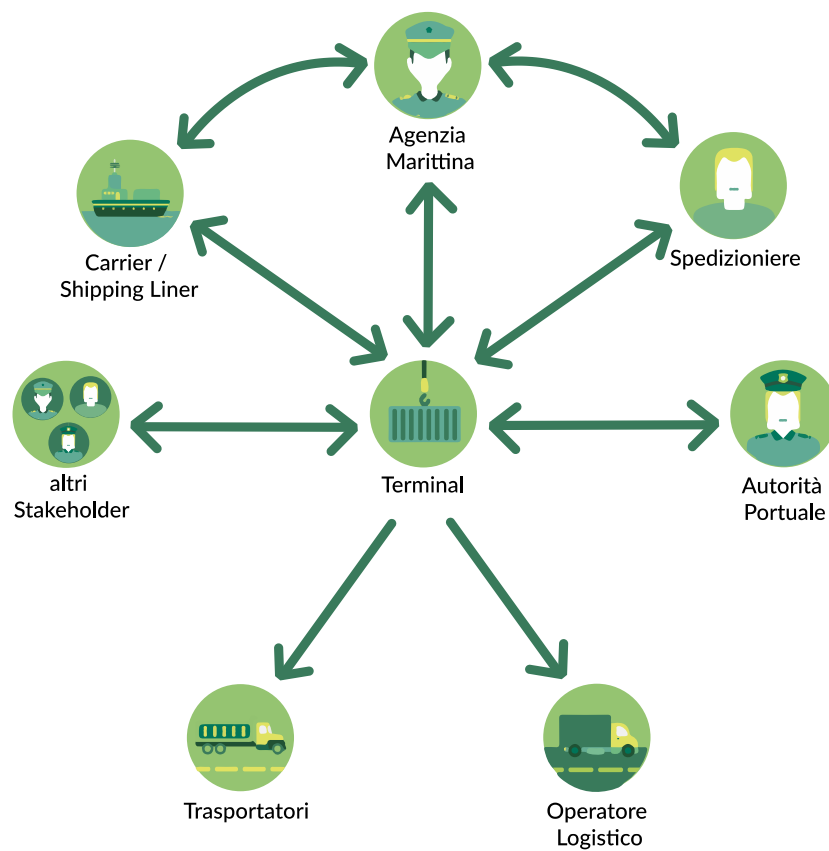 Agenzia
Marittina
Carrier /
Shipping Liner
Spedizioniere
altri
Stakeholder
Terminal
Autorità
Portuale
Trasportatori
Operatore
Logistico